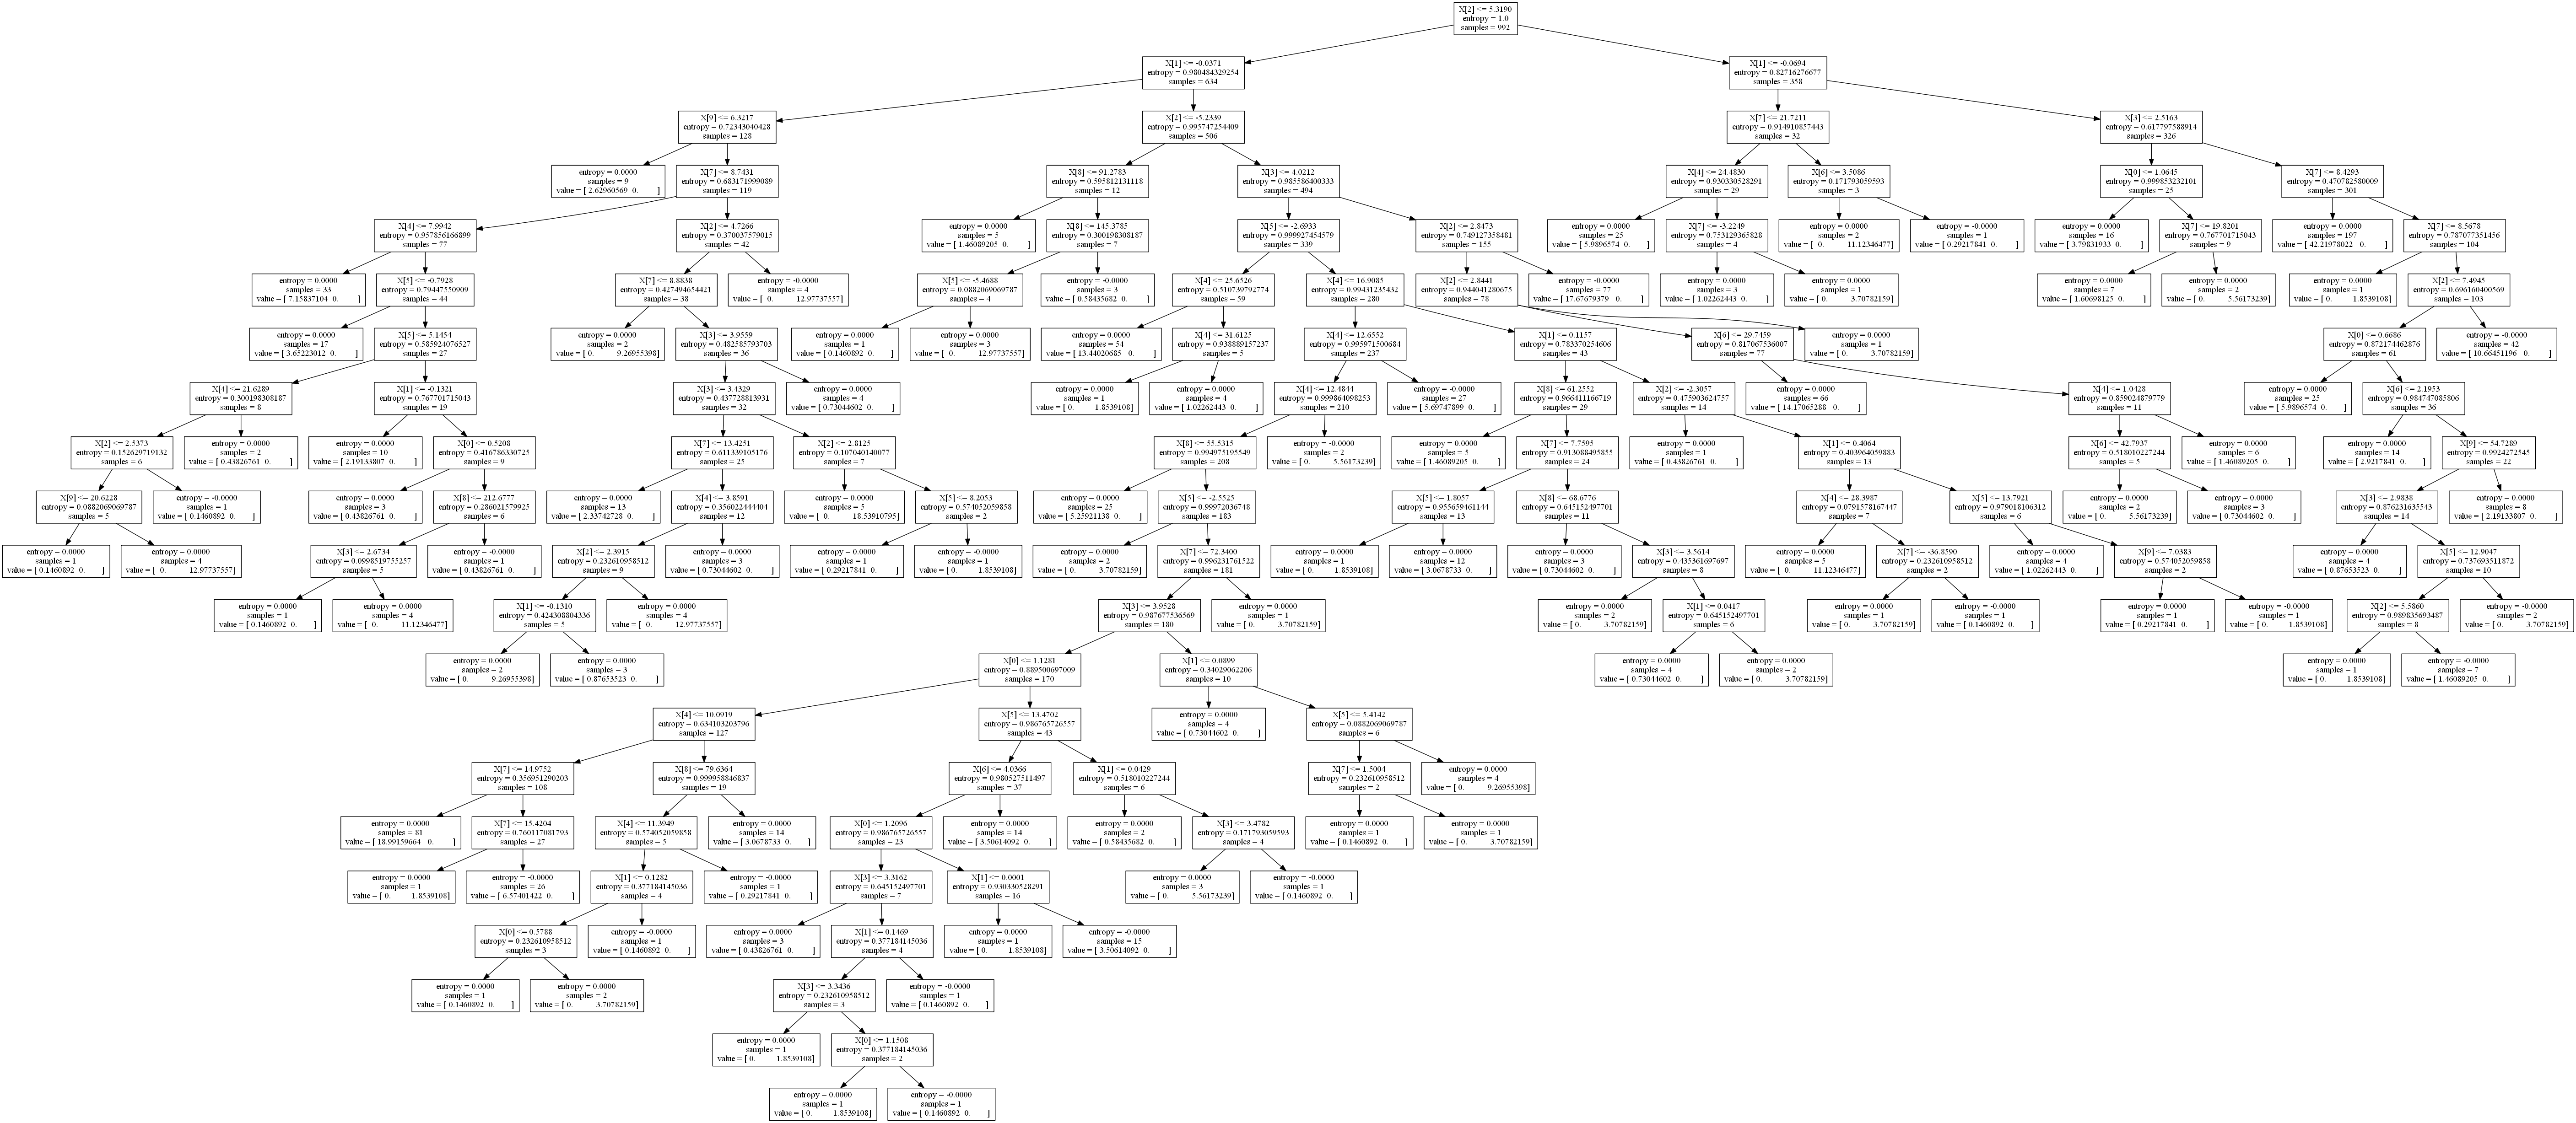 X[2] <= 5.3190
entropy = 1.0
samples = 992
X[1] <= -0.0371
entropy = 0.980484329254
samples = 634
X[1] <= -0.0694
entropy = 0.82716276677
samples = 358
X[9] <= 6.3217
entropy = 0.72343040428
samples = 128
X[2] <= -5.2339
entropy = 0.995747254409
samples = 506
X[7] <= 21.7211
entropy = 0.914910857443
samples = 32
X[3] <= 2.5163
entropy = 0.617797588914
samples = 326
entropy = 0.0000
samples = 9
value = [ 2.62960569 0. ]
X[7] <= 8.7431
entropy = 0.683171999089
samples = 119
X[8] <= 91.2783
entropy = 0.595812131118
samples = 12
X[3] <= 4.0212
entropy = 0.985586400333
samples = 494
X[4] <= 24.4830
entropy = 0.930330528291
samples = 29
X[6] <= 3.5086
entropy = 0.171793059593
samples = 3
X[0] <= 1.0645
entropy = 0.999853232101
samples = 25
X[7] <= 8.4293
entropy = 0.470782580009
samples = 301
X[4] <= 7.9942
entropy = 0.957856166899
samples = 77
X[2] <= 4.7266
entropy = 0.370037579015
samples = 42
entropy = 0.0000
samples = 5
value = [ 1.46089205 0. ]
X[8] <= 145.3785
entropy = 0.300198308187
samples = 7
X[5] <= -2.6933
entropy = 0.999927454579
samples = 339
X[2] <= 2.8473
entropy = 0.749127358481
samples = 155
entropy = 0.0000
samples = 25
value = [ 5.9896574 0. ]
X[7] <= -3.2249
entropy = 0.753129365828
samples = 4
entropy = 0.0000
samples = 2
value = [ 0. 11.12346477]
entropy = -0.0000
samples = 1
value = [ 0.29217841 0. ]
entropy = 0.0000
samples = 16
value = [ 3.79831933 0. ]
X[7] <= 19.8201
entropy = 0.767701715043
samples = 9
entropy = 0.0000
samples = 197
value = [ 42.21978022 0. ]
X[7] <= 8.5678
entropy = 0.787077351456
samples = 104
entropy = 0.0000
samples = 33
value = [ 7.15837104 0. ]
X[5] <= -0.7928
entropy = 0.79447550909
samples = 44
X[7] <= 8.8838
entropy = 0.427494654421
samples = 38
entropy = -0.0000
samples = 4
value = [ 0. 12.97737557]
X[5] <= -5.4688
entropy = 0.0882069069787
samples = 4
entropy = -0.0000
samples = 3
value = [ 0.58435682 0. ]
X[4] <= 25.6526
entropy = 0.510739792774
samples = 59
X[4] <= 16.9085
entropy = 0.99431235432
samples = 280
X[2] <= 2.8441
entropy = 0.944041280675
samples = 78
entropy = -0.0000
samples = 77
value = [ 17.67679379 0. ]
entropy = 0.0000
samples = 3
value = [ 1.02262443 0. ]
entropy = 0.0000
samples = 1
value = [ 0. 3.70782159]
entropy = 0.0000
samples = 7
value = [ 1.60698125 0. ]
entropy = 0.0000
samples = 2
value = [ 0. 5.56173239]
entropy = 0.0000
samples = 1
value = [ 0. 1.8539108]
X[2] <= 7.4945
entropy = 0.696160400569
samples = 103
entropy = 0.0000
samples = 17
value = [ 3.65223012 0. ]
X[5] <= 5.1454
entropy = 0.585924076527
samples = 27
entropy = 0.0000
samples = 2
value = [ 0. 9.26955398]
X[3] <= 3.9559
entropy = 0.482585793703
samples = 36
entropy = 0.0000
samples = 1
value = [ 0.1460892 0. ]
entropy = 0.0000
samples = 3
value = [ 0. 12.97737557]
entropy = 0.0000
samples = 54
value = [ 13.44020685 0. ]
X[4] <= 31.6125
entropy = 0.938889157237
samples = 5
X[4] <= 12.6552
entropy = 0.995971500684
samples = 237
X[1] <= 0.1157
entropy = 0.783370254606
samples = 43
X[6] <= 29.7459
entropy = 0.817067536007
samples = 77
entropy = 0.0000
samples = 1
value = [ 0. 3.70782159]
X[0] <= 0.6686
entropy = 0.872174462876
samples = 61
entropy = -0.0000
samples = 42
value = [ 10.66451196 0. ]
X[4] <= 21.6289
entropy = 0.300198308187
samples = 8
X[1] <= -0.1321
entropy = 0.767701715043
samples = 19
X[3] <= 3.4329
entropy = 0.437728813931
samples = 32
entropy = 0.0000
samples = 4
value = [ 0.73044602 0. ]
entropy = 0.0000
samples = 1
value = [ 0. 1.8539108]
entropy = 0.0000
samples = 4
value = [ 1.02262443 0. ]
X[4] <= 12.4844
entropy = 0.999864098253
samples = 210
entropy = -0.0000
samples = 27
value = [ 5.69747899 0. ]
X[8] <= 61.2552
entropy = 0.966411166719
samples = 29
X[2] <= -2.3057
entropy = 0.475903624757
samples = 14
entropy = 0.0000
samples = 66
value = [ 14.17065288 0. ]
X[4] <= 1.0428
entropy = 0.859024879779
samples = 11
entropy = 0.0000
samples = 25
value = [ 5.9896574 0. ]
X[6] <= 2.1953
entropy = 0.984747085806
samples = 36
X[2] <= 2.5373
entropy = 0.152629719132
samples = 6
entropy = 0.0000
samples = 2
value = [ 0.43826761 0. ]
entropy = 0.0000
samples = 10
value = [ 2.19133807 0. ]
X[0] <= 0.5208
entropy = 0.416786330725
samples = 9
X[7] <= 13.4251
entropy = 0.611339105176
samples = 25
X[2] <= 2.8125
entropy = 0.107040140077
samples = 7
X[8] <= 55.5315
entropy = 0.994975195549
samples = 208
entropy = -0.0000
samples = 2
value = [ 0. 5.56173239]
entropy = 0.0000
samples = 5
value = [ 1.46089205 0. ]
X[7] <= 7.7595
entropy = 0.913088495855
samples = 24
entropy = 0.0000
samples = 1
value = [ 0.43826761 0. ]
X[1] <= 0.4064
entropy = 0.403964059883
samples = 13
X[6] <= 42.7937
entropy = 0.518010227244
samples = 5
entropy = 0.0000
samples = 6
value = [ 1.46089205 0. ]
entropy = 0.0000
samples = 14
value = [ 2.9217841 0. ]
X[9] <= 54.7289
entropy = 0.9924272545
samples = 22
X[9] <= 20.6228
entropy = 0.0882069069787
samples = 5
entropy = -0.0000
samples = 1
value = [ 0.1460892 0. ]
entropy = 0.0000
samples = 3
value = [ 0.43826761 0. ]
X[8] <= 212.6777
entropy = 0.286021579925
samples = 6
entropy = 0.0000
samples = 13
value = [ 2.33742728 0. ]
X[4] <= 3.8591
entropy = 0.356022444404
samples = 12
entropy = 0.0000
samples = 5
value = [ 0. 18.53910795]
X[5] <= 8.2053
entropy = 0.574052059858
samples = 2
entropy = 0.0000
samples = 25
value = [ 5.25921138 0. ]
X[5] <= -2.5525
entropy = 0.99972036748
samples = 183
X[5] <= 1.8057
entropy = 0.955659461144
samples = 13
X[8] <= 68.6776
entropy = 0.645152497701
samples = 11
X[4] <= 28.3987
entropy = 0.0791578167447
samples = 7
X[5] <= 13.7921
entropy = 0.979018106312
samples = 6
entropy = 0.0000
samples = 2
value = [ 0. 5.56173239]
entropy = 0.0000
samples = 3
value = [ 0.73044602 0. ]
X[3] <= 2.9838
entropy = 0.876231635543
samples = 14
entropy = 0.0000
samples = 8
value = [ 2.19133807 0. ]
entropy = 0.0000
samples = 1
value = [ 0.1460892 0. ]
entropy = 0.0000
samples = 4
value = [ 0. 12.97737557]
X[3] <= 2.6734
entropy = 0.0998519755257
samples = 5
entropy = -0.0000
samples = 1
value = [ 0.43826761 0. ]
X[2] <= 2.3915
entropy = 0.232610958512
samples = 9
entropy = 0.0000
samples = 3
value = [ 0.73044602 0. ]
entropy = 0.0000
samples = 1
value = [ 0.29217841 0. ]
entropy = -0.0000
samples = 1
value = [ 0. 1.8539108]
entropy = 0.0000
samples = 2
value = [ 0. 3.70782159]
X[7] <= 72.3400
entropy = 0.996231761522
samples = 181
entropy = 0.0000
samples = 1
value = [ 0. 1.8539108]
entropy = 0.0000
samples = 12
value = [ 3.0678733 0. ]
entropy = 0.0000
samples = 3
value = [ 0.73044602 0. ]
X[3] <= 3.5614
entropy = 0.435361697697
samples = 8
entropy = 0.0000
samples = 5
value = [ 0. 11.12346477]
X[7] <= -36.8590
entropy = 0.232610958512
samples = 2
entropy = 0.0000
samples = 4
value = [ 1.02262443 0. ]
X[9] <= 7.0383
entropy = 0.574052059858
samples = 2
entropy = -0.0000
samples = 4
value = [ 0.87653523 0. ]
X[5] <= 12.9047
entropy = 0.737693511872
samples = 10
entropy = 0.0000
samples = 1
value = [ 0.1460892 0. ]
entropy = 0.0000
samples = 4
value = [ 0. 11.12346477]
X[1] <= -0.1310
entropy = 0.424308804336
samples = 5
entropy = 0.0000
samples = 4
value = [ 0. 12.97737557]
X[3] <= 3.9528
entropy = 0.987677536569
samples = 180
entropy = 0.0000
samples = 1
value = [ 0. 3.70782159]
entropy = 0.0000
samples = 2
value = [ 0. 3.70782159]
X[1] <= 0.0417
entropy = 0.645152497701
samples = 6
entropy = 0.0000
samples = 1
value = [ 0. 3.70782159]
entropy = -0.0000
samples = 1
value = [ 0.1460892 0. ]
entropy = 0.0000
samples = 1
value = [ 0.29217841 0. ]
entropy = -0.0000
samples = 1
value = [ 0. 1.8539108]
X[2] <= 5.5860
entropy = 0.989835693487
samples = 8
entropy = -0.0000
samples = 2
value = [ 0. 3.70782159]
entropy = 0.0000
samples = 2
value = [ 0. 9.26955398]
entropy = 0.0000
samples = 3
value = [ 0.87653523 0. ]
X[0] <= 1.1281
entropy = 0.889500697009
samples = 170
X[1] <= 0.0899
entropy = 0.34029062206
samples = 10
entropy = 0.0000
samples = 4
value = [ 0.73044602 0. ]
entropy = 0.0000
samples = 2
value = [ 0. 3.70782159]
entropy = 0.0000
samples = 1
value = [ 0. 1.8539108]
entropy = -0.0000
samples = 7
value = [ 1.46089205 0. ]
X[4] <= 10.0919
entropy = 0.634103203796
samples = 127
X[5] <= 13.4702
entropy = 0.986765726557
samples = 43
entropy = 0.0000
samples = 4
value = [ 0.73044602 0. ]
X[5] <= 5.4142
entropy = 0.0882069069787
samples = 6
X[7] <= 14.9752
entropy = 0.356951290203
samples = 108
X[8] <= 79.6364
entropy = 0.999958846837
samples = 19
X[6] <= 4.0366
entropy = 0.980527511497
samples = 37
X[1] <= 0.0429
entropy = 0.518010227244
samples = 6
X[7] <= 1.5004
entropy = 0.232610958512
samples = 2
entropy = 0.0000
samples = 4
value = [ 0. 9.26955398]
entropy = 0.0000
samples = 81
value = [ 18.99159664 0. ]
X[7] <= 15.4204
entropy = 0.760117081793
samples = 27
X[4] <= 11.3949
entropy = 0.574052059858
samples = 5
entropy = 0.0000
samples = 14
value = [ 3.0678733 0. ]
X[0] <= 1.2096
entropy = 0.986765726557
samples = 23
entropy = 0.0000
samples = 14
value = [ 3.50614092 0. ]
entropy = 0.0000
samples = 2
value = [ 0.58435682 0. ]
X[3] <= 3.4782
entropy = 0.171793059593
samples = 4
entropy = 0.0000
samples = 1
value = [ 0.1460892 0. ]
entropy = 0.0000
samples = 1
value = [ 0. 3.70782159]
entropy = 0.0000
samples = 1
value = [ 0. 1.8539108]
entropy = -0.0000
samples = 26
value = [ 6.57401422 0. ]
X[1] <= 0.1282
entropy = 0.377184145036
samples = 4
entropy = -0.0000
samples = 1
value = [ 0.29217841 0. ]
X[3] <= 3.3162
entropy = 0.645152497701
samples = 7
X[1] <= 0.0001
entropy = 0.930330528291
samples = 16
entropy = 0.0000
samples = 3
value = [ 0. 5.56173239]
entropy = -0.0000
samples = 1
value = [ 0.1460892 0. ]
X[0] <= 0.5788
entropy = 0.232610958512
samples = 3
entropy = -0.0000
samples = 1
value = [ 0.1460892 0. ]
entropy = 0.0000
samples = 3
value = [ 0.43826761 0. ]
X[1] <= 0.1469
entropy = 0.377184145036
samples = 4
entropy = 0.0000
samples = 1
value = [ 0. 1.8539108]
entropy = -0.0000
samples = 15
value = [ 3.50614092 0. ]
entropy = 0.0000
samples = 1
value = [ 0.1460892 0. ]
entropy = 0.0000
samples = 2
value = [ 0. 3.70782159]
X[3] <= 3.3436
entropy = 0.232610958512
samples = 3
entropy = -0.0000
samples = 1
value = [ 0.1460892 0. ]
entropy = 0.0000
samples = 1
value = [ 0. 1.8539108]
X[0] <= 1.1508
entropy = 0.377184145036
samples = 2
entropy = 0.0000
samples = 1
value = [ 0. 1.8539108]
entropy = -0.0000
samples = 1
value = [ 0.1460892 0. ]